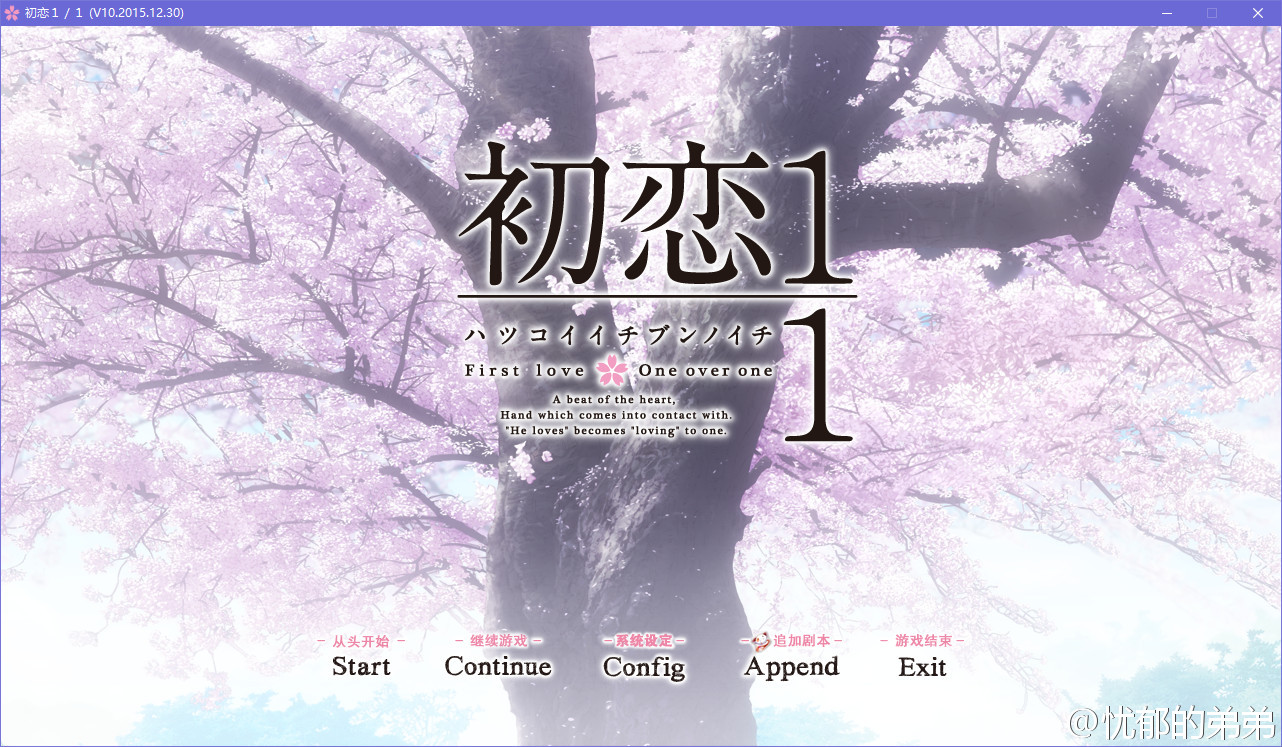 初恋１／１ (V10.2015.12.30)
初恋1/1
ハツコイイチブンノイチ
First love One over one
A beat of the heart,
Hand which comes into contact with.
"He loves" becomes "loving" to one.
- 从头开始 - - 继续游戏 - - 系统设定 - - 追加剧本 - - 游戏结束 -
Start Continue Config Append Exit
@忧郁的弟弟